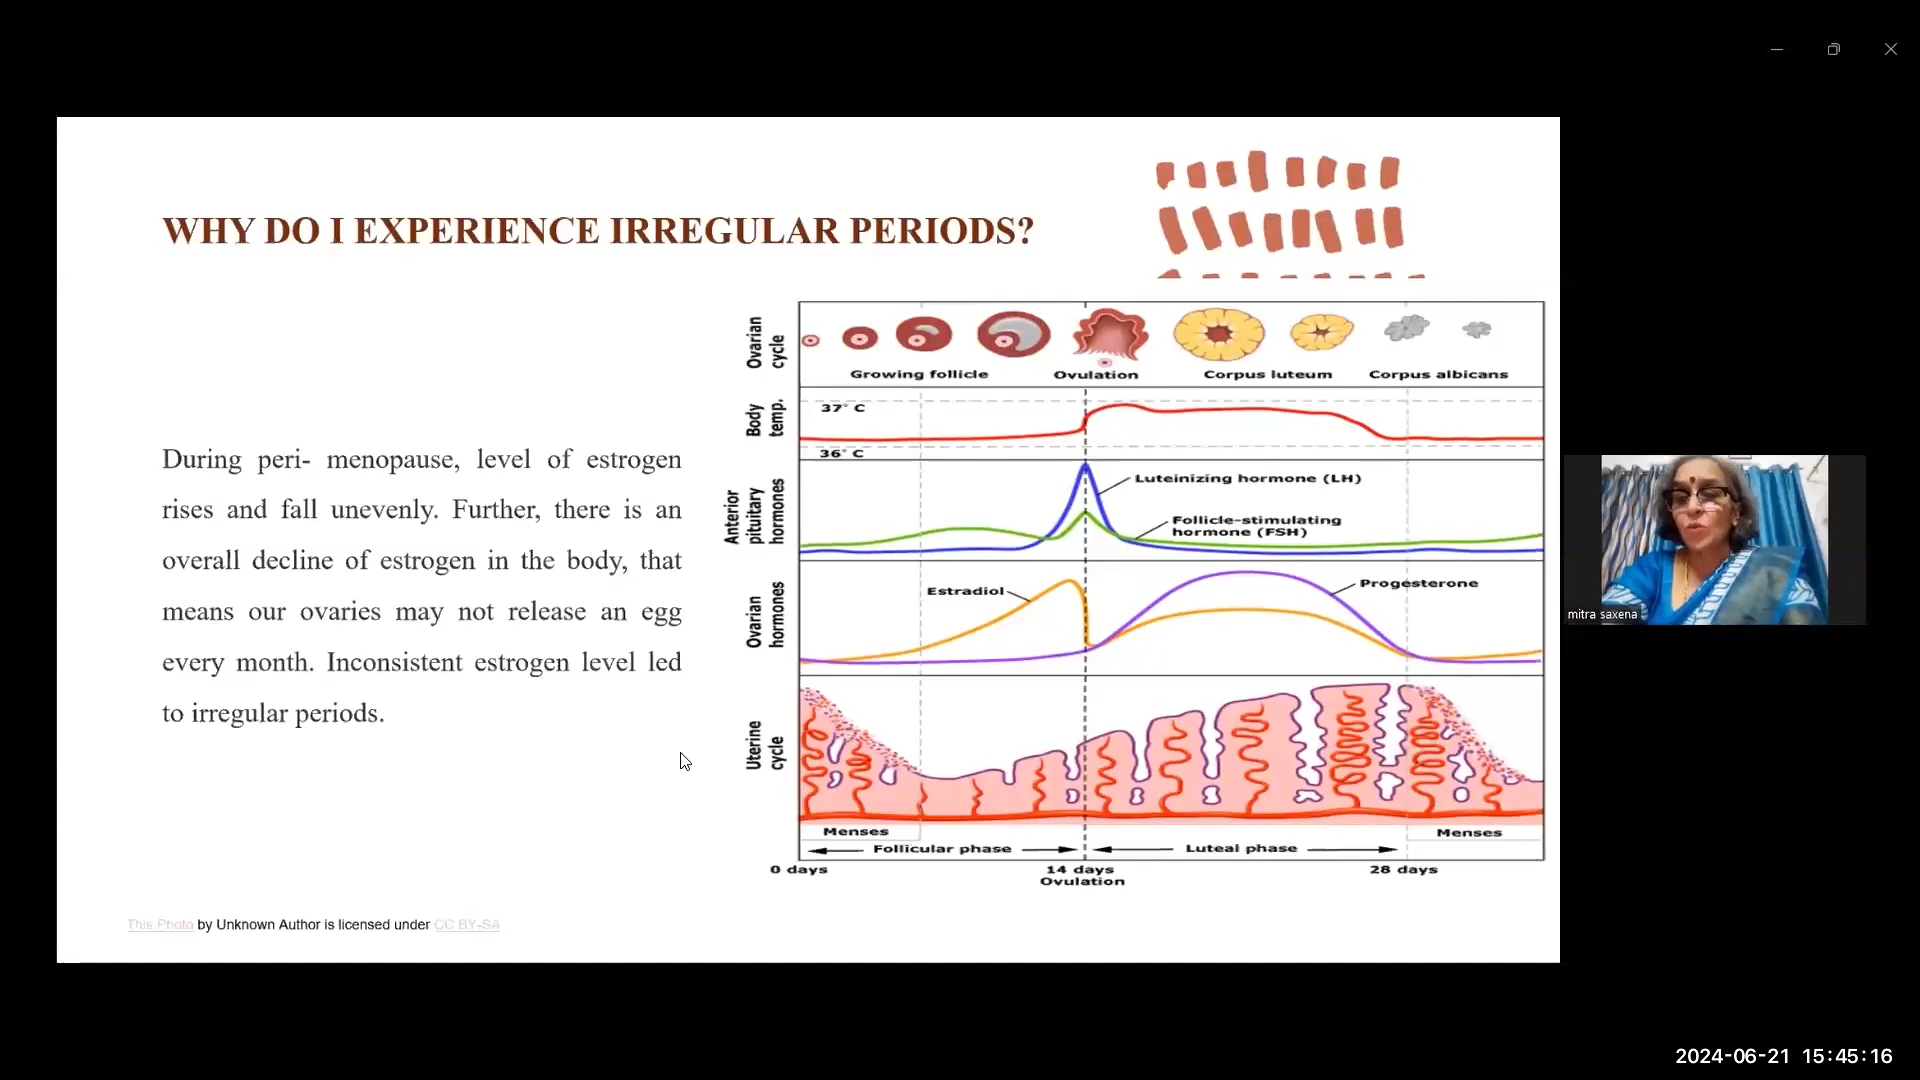 WHY DO I EXPERIENCE IRREGULAR PERIODS?
During peri- menopause, level of estrogen
rises and fall unevenly. Further, there is an
overall decline of estrogen in the body, that
means our ovaries may not release an egg
every month. Inconsistent estrogen level led
to irregular periods.
Ovarian
cycle
Growing follicle
Ovulation
Corpus luteum
Corpus albicans
Body
temp.
37° C
36° C
Anterior
pituitary
hormones
Luteinizing hormone (LH)
Follicle-stimulating
hormone (FSH)
Ovarian
hormones
Estradiol
Progesterone
Uterine
cycle
Menses
Menses
Follicular phase
Luteal phase
0 days
14 days
Ovulation
28 days
This Photo by Unknown Author is licensed under CC BY-SA
mitra saxena
2024-06-21 15:45:16